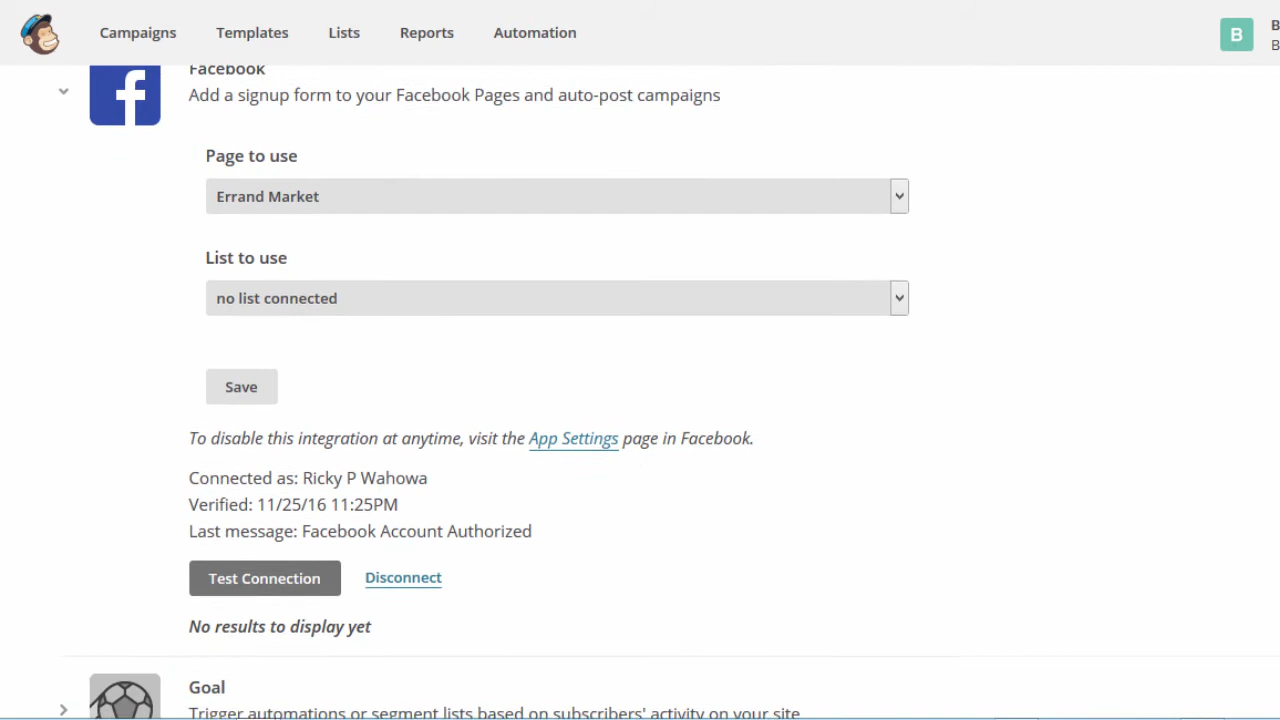 Campaigns Templates Lists Reports Automation
B
B
B
Facebook
Add a signup form to your Facebook Pages and auto-post campaigns
Page to use
Errand Market
List to use
no list connected
Save
To disable this integration at anytime, visit the App Settings page in Facebook.
Connected as: Ricky P Wahowa
Verified: 11/25/16 11:25PM
Last message: Facebook Account Authorized
Test Connection Disconnect
No results to display yet
Goal
Trigger automations or segment lists based on subscribers' activity on your site